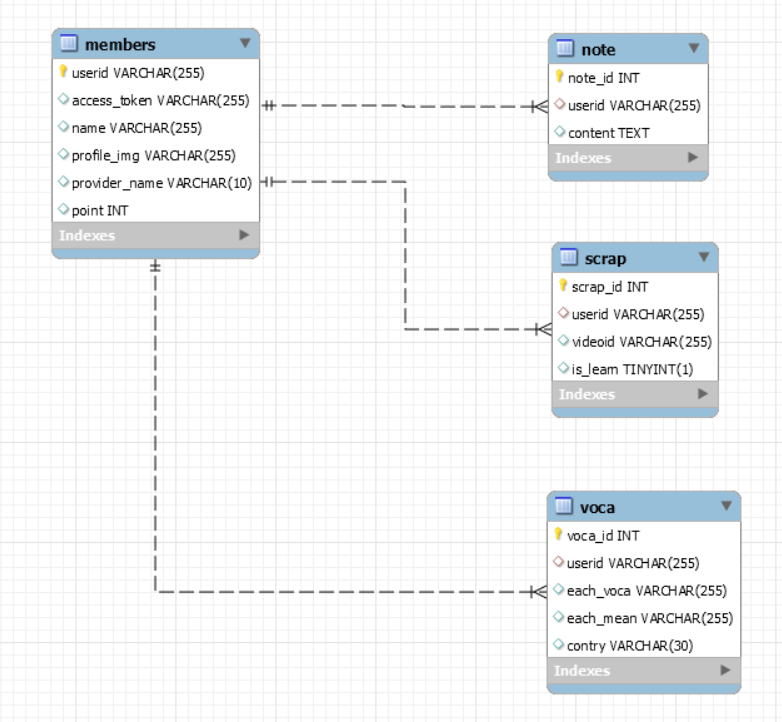 members
userid VARCHAR(255)
access_token VARCHAR(255)
name VARCHAR(255)
profile_img VARCHAR(255)
provider_name VARCHAR(10)
point INT
Indexes
note
note_id INT
userid VARCHAR(255)
content TEXT
Indexes
scrap
scrap_id INT
userid VARCHAR(255)
videoid VARCHAR(255)
is_learn TINYINT(1)
Indexes
voca
voca_id INT
userid VARCHAR(255)
each_voca VARCHAR(255)
each_mean VARCHAR(255)
contry VARCHAR(30)
Indexes